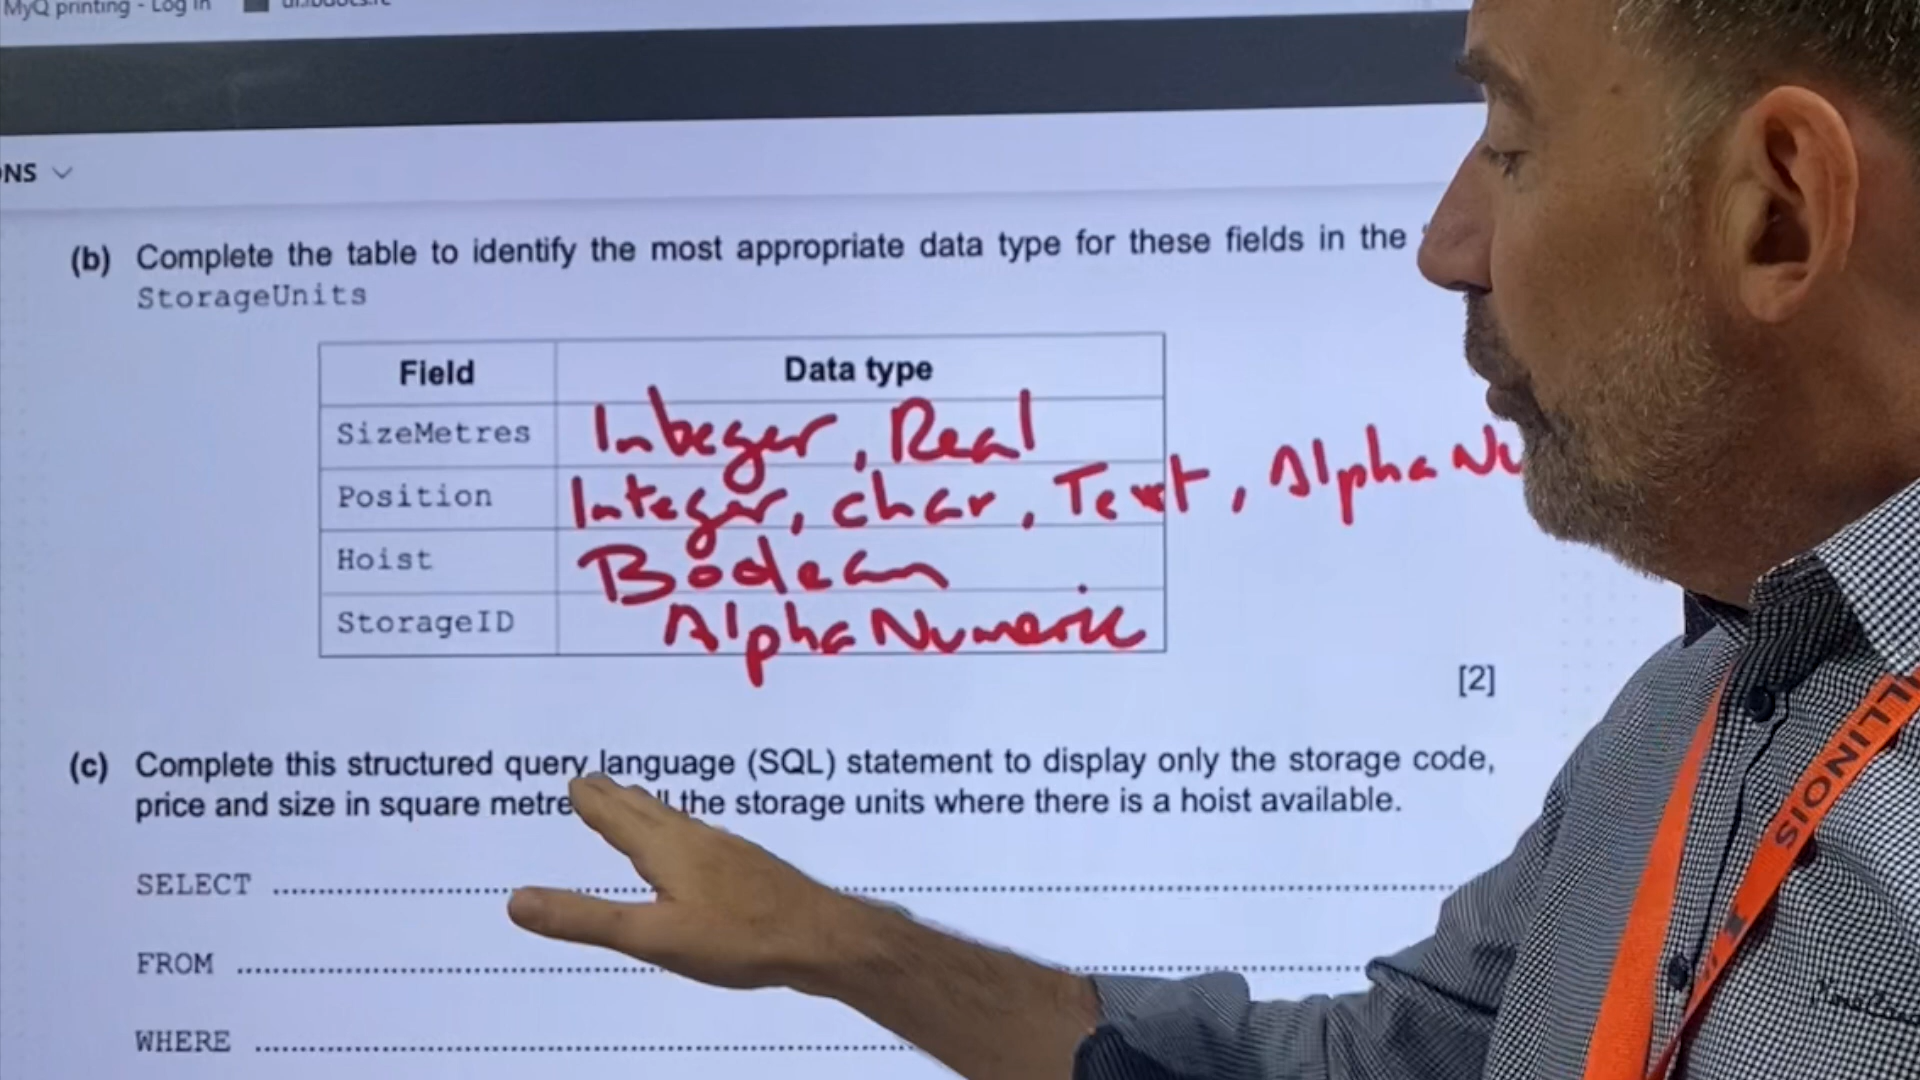 MyQ printing - Log in
NS
(b) Complete the table to identify the most appropriate data type for these fields in the
StorageUnits
Field Data type
SizeMetres Integer, Real
Position Integer, char, Text, AlphaNu
Hoist Boolean
StorageID AlphaNumeric
[2]
(c) Complete this structured query language (SQL) statement to display only the storage code,
price and size in square metre the storage units where there is a hoist available.
SELECT
FROM
WHERE
LLINOIS